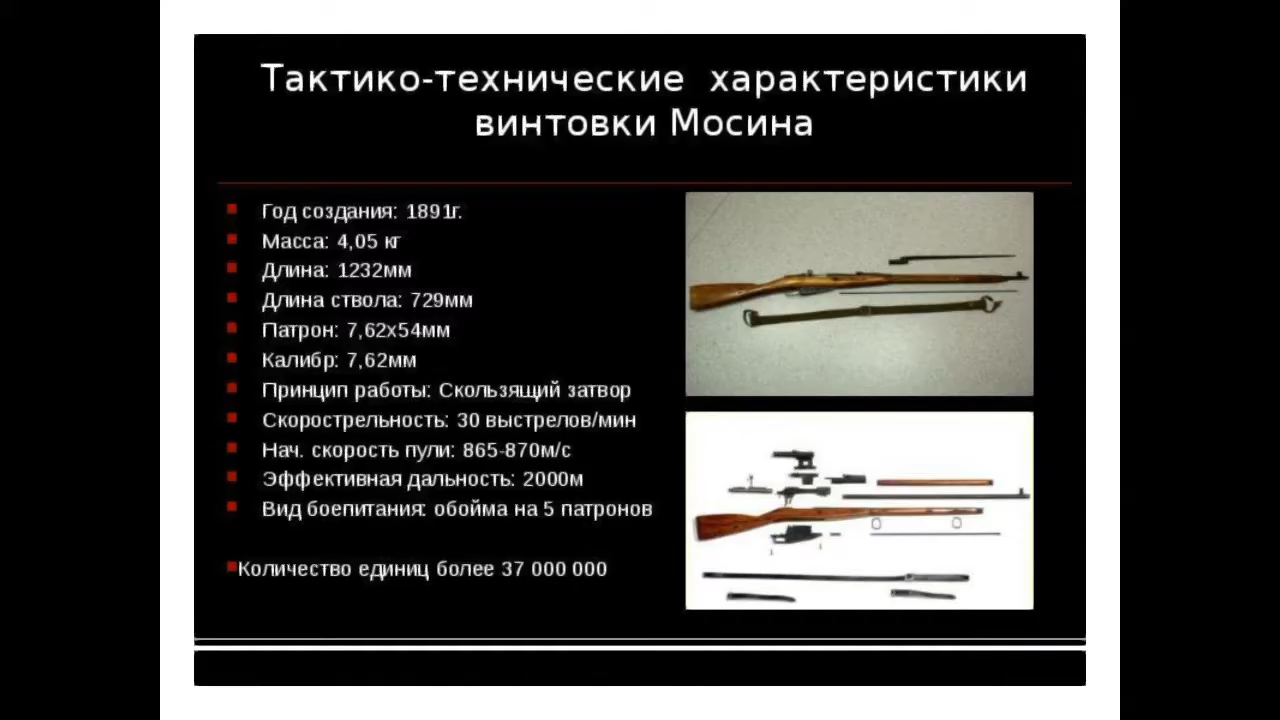 Тактико-технические характеристики
винтовки Мосина
Год создания: 1891г.
Масса: 4,05 кг
Длина: 1232мм
Длина ствола: 729мм
Патрон: 7,62х54мм
Калибр: 7,62мм
Принцип работы: Скользящий затвор
Скорострельность: 30 выстрелов/мин
Нач. скорость пули: 865-870м/с
Эффективная дальность: 2000м
Вид боепитания: обойма на 5 патронов
Количество единиц более 37 000 000